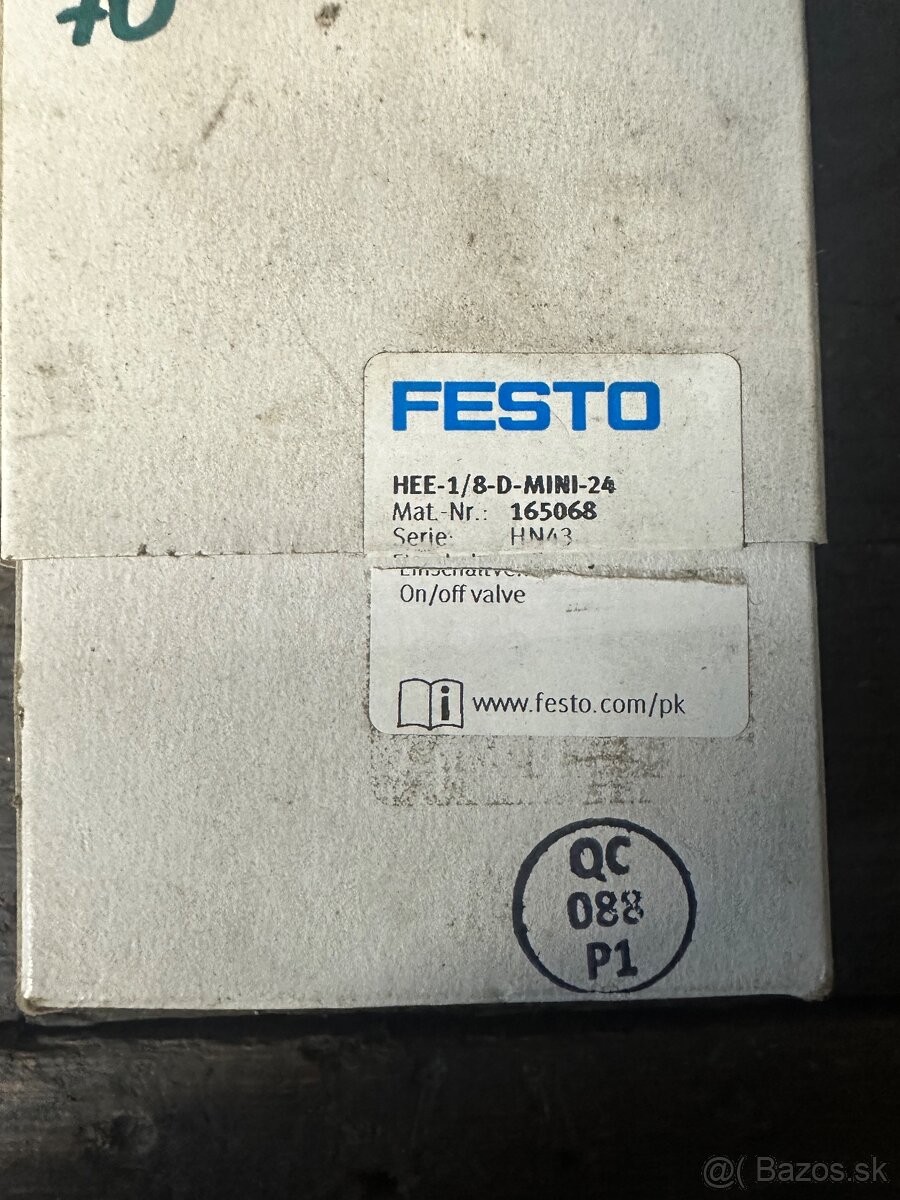 70
FESTO
HEE-1/8-D-MINI-24
Mat.-Nr.: 165068
Serie: HN43
On/off valve
i www.festo.com/pk
QC
088
P1
@( Bazos.sk